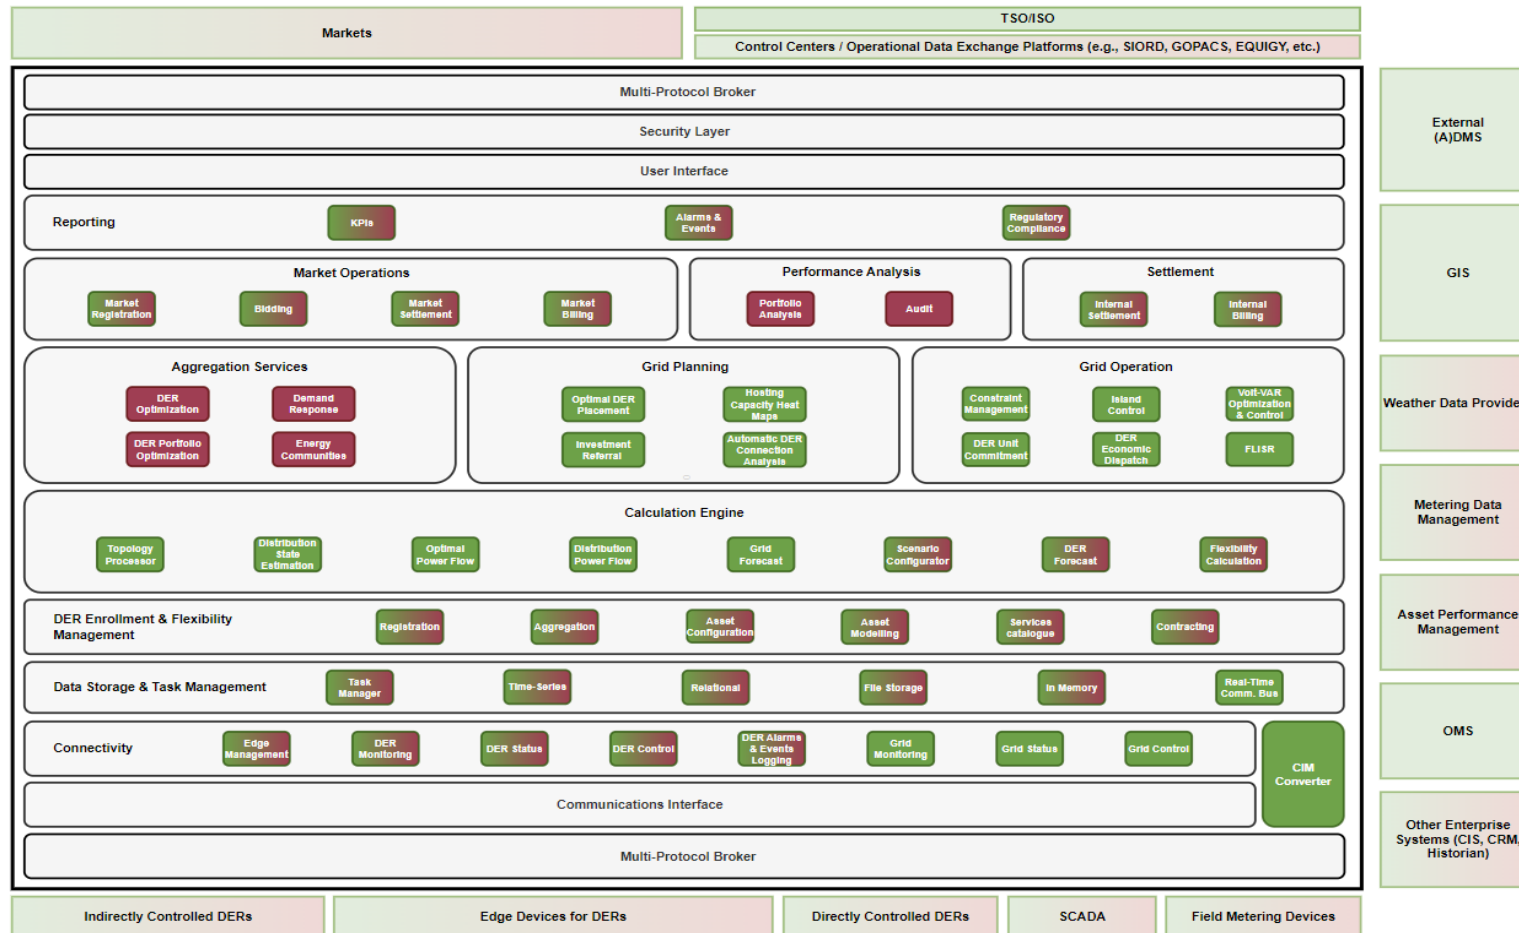 Markets
TSO/ISO
Control Centers / Operational Data Exchange Platforms (e.g., SIORD, GOPACS, EQUIGY, etc.)
Multi-Protocol Broker
Security Layer
User Interface
Reporting
KPIs
Alarms &
Events
Regulatory
Compliance
Market Operations
Market
Registration
Bidding
Market
Settlement
Market
Billing
Performance Analysis
Portfolio
Analysis
Audit
Settlement
Internal
Settlement
Internal
Billing
Aggregation Services
DER
Optimization
Demand
Response
DER Portfolio
Optimization
Energy
Communities
Grid Planning
Optimal DER
Placement
Hosting
Capacity Heat
Maps
Investment
Referral
Automatic DER
Connection
Analysis
Grid Operation
Constraint
Management
Island
Control
Volt-VAR
Optimization
& Control
DER Unit
Commitment
DER
Economic
Dispatch
FLISR
Calculation Engine
Topology
Processor
Distribution
State
Estimation
Optimal
Power Flow
Distribution
Power Flow
Grid
Forecast
Scenario
Configurator
DER
Forecast
Flexibility
Calculation
DER Enrollment & Flexibility
Management
Registration
Aggregation
Asset
Configuration
Asset
Modelling
Services
catalogue
Contracting
Data Storage & Task Management
Task
Manager
Time-Series
Relational
File Storage
In Memory
Real-Time
Comm. Bus
Connectivity
Edge
Management
DER
Monitoring
DER Status
DER Control
DER Alarms
& Events
Logging
Grid
Monitoring
Grid Status
Grid Control
CIM
Converter
Communications Interface
Multi-Protocol Broker
External
(A)DMS
GIS
Weather Data Provide
Metering Data
Management
Asset Performance
Management
OMS
Other Enterprise
Systems (CIS, CRM,
Historian)
Indirectly Controlled DERs
Edge Devices for DERs
Directly Controlled DERs
SCADA
Field Metering Devices